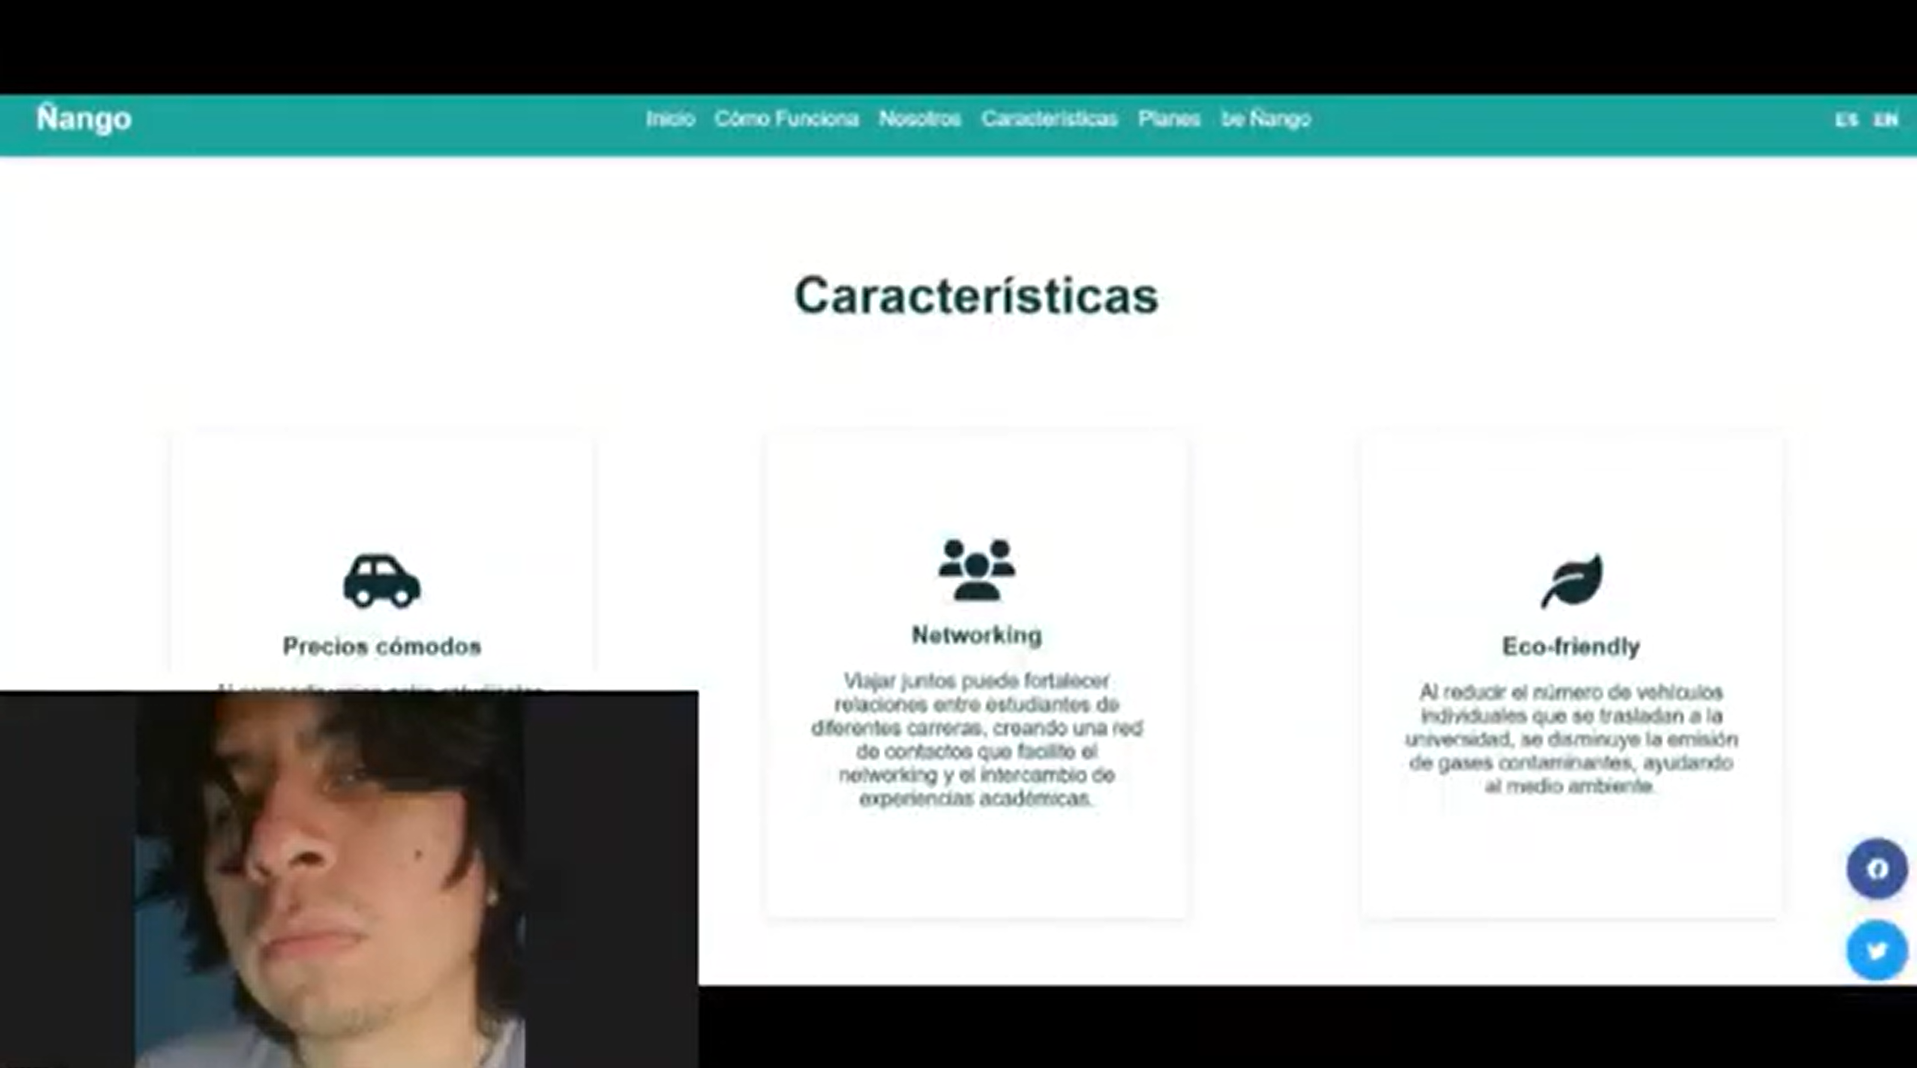 Ñango
Inicio Cómo Funciona Nosotros Características Planes be Ñango
ES EN
Características
Precios cómodos
Networking
Viajar juntos puede fortalecer
relaciones entre estudiantes de
diferentes carreras, creando una red
de contactos que facilite el
networking y el intercambio de
experiencias académicas.
Eco-friendly
Al reducir el número de vehículos
individuales que se trasladan a la
universidad, se disminuye la emisión
de gases contaminantes, ayudando
al medio ambiente.